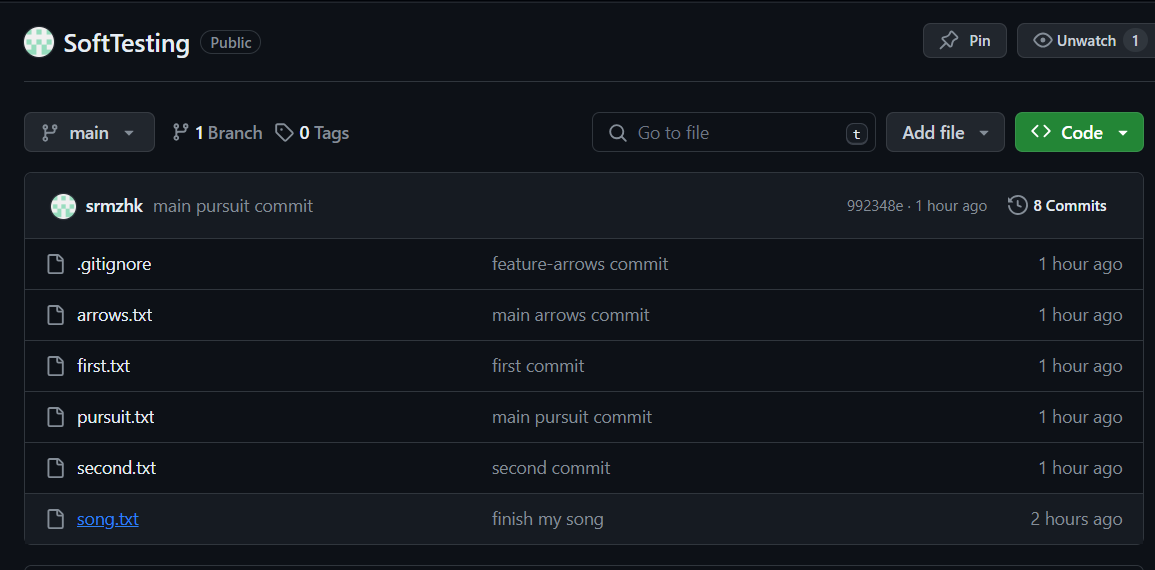 SoftTesting Public Pin Unwatch 1
main 1 Branch 0 Tags Go to file t Add file Code
srmzhk main pursuit commit 992348e · 1 hour ago 8 Commits
.gitignore feature-arrows commit 1 hour ago
arrows.txt main arrows commit 1 hour ago
first.txt first commit 1 hour ago
pursuit.txt main pursuit commit 1 hour ago
second.txt second commit 1 hour ago
song.txt finish my song 2 hours ago